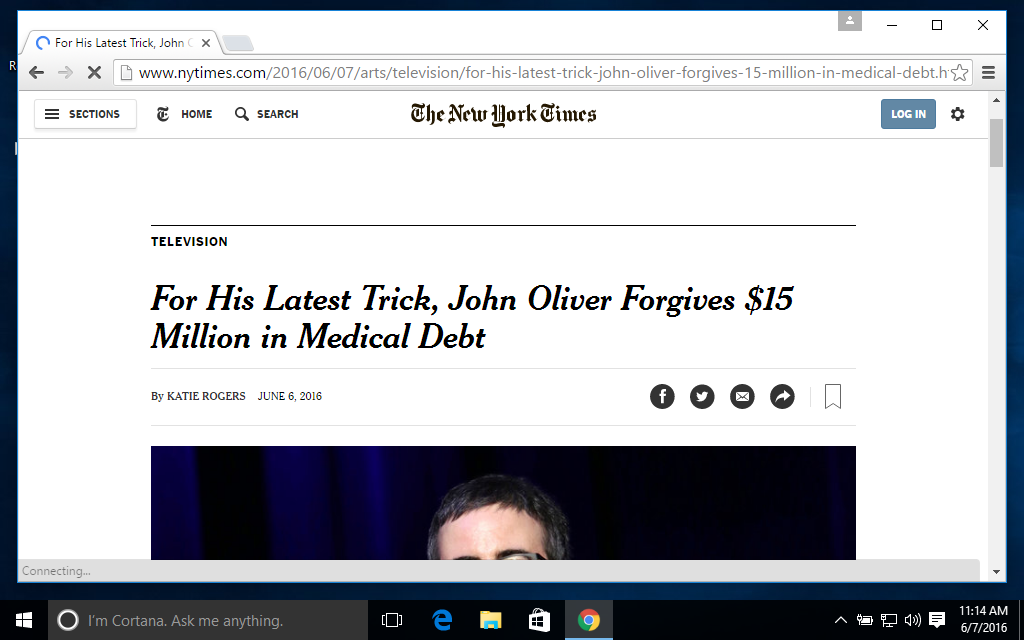 For His Latest Trick, John
www.nytimes.com/2016/06/07/arts/television/for-his-latest-trick-john-oliver-forgives-15-million-in-medical-debt.h
SECTIONS HOME SEARCH The New York Times LOG IN
TELEVISION
For His Latest Trick, John Oliver Forgives $15
Million in Medical Debt
By KATIE ROGERS JUNE 6, 2016
Connecting...
I'm Cortana. Ask me anything.
11:14 AM
6/7/2016